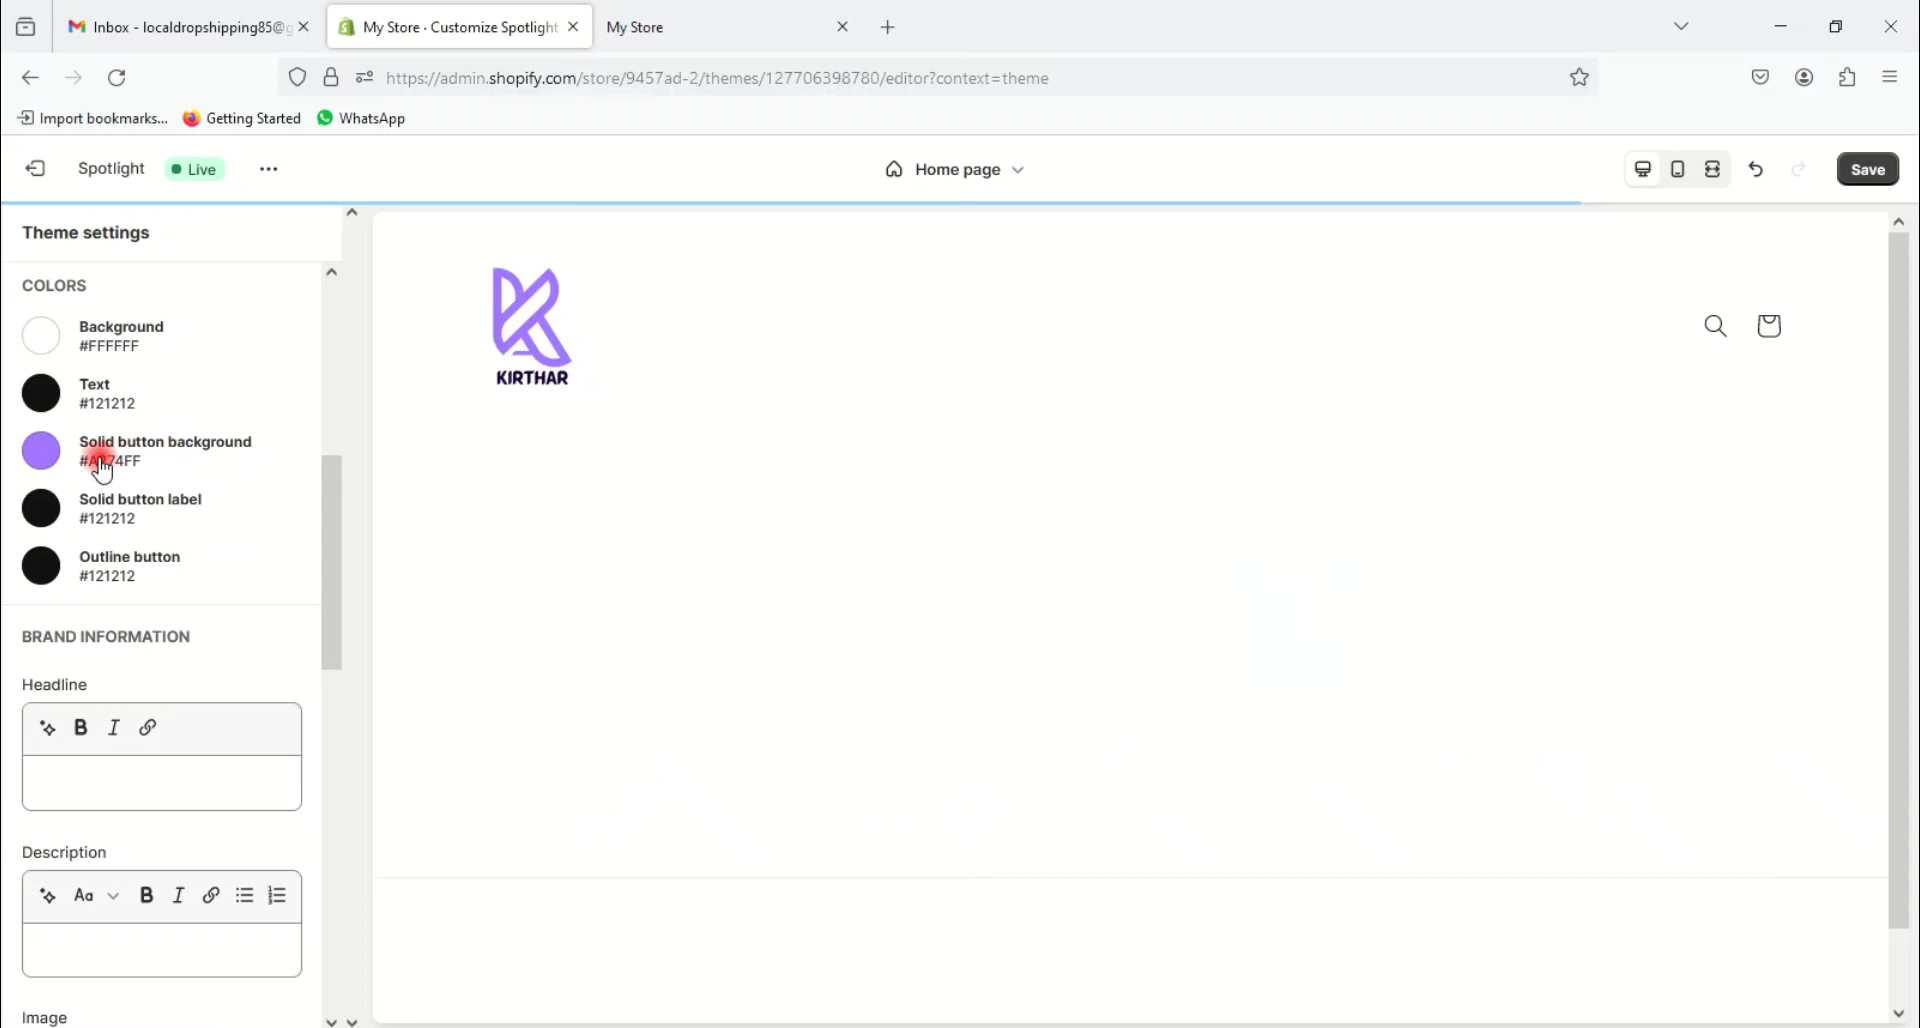 Inbox - localdropshipping85@g
My Store · Customize Spotlight
My Store
https://admin.shopify.com/store/9457ad-2/themes/127706398780/editor?context=theme
Import bookmarks...
Getting Started
WhatsApp
Spotlight
Live
Home page
Save
Theme settings
COLORS
Background
#FFFFFF
Text
#121212
Solid button background
Solid button label
#121212
Outline button
#121212
BRAND INFORMATION
Headline
B I
Description
Aa B I
Image
KIRTHAR